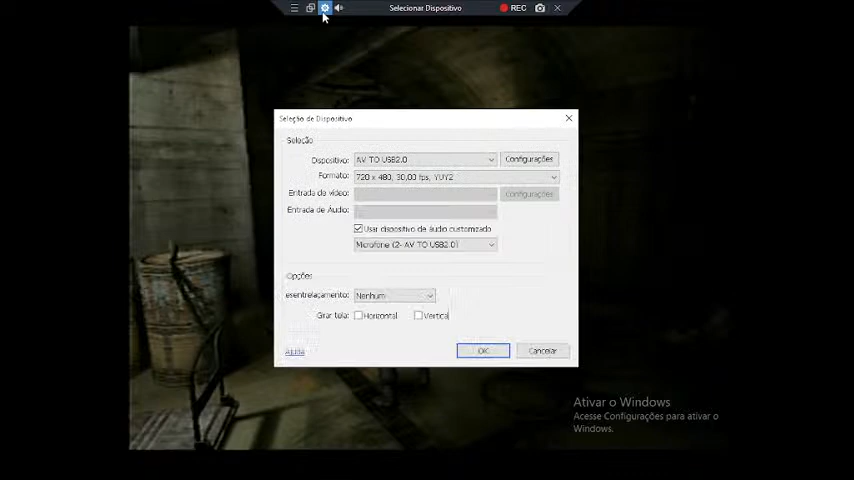 Selecionar Dispositivo
REC
Seleção de Dispositivo
Seleção
Dispositivo: AV TO USB2.0 Configurações
Formato: 720 x 480, 30,00 fps, YUY2
Entrada de vídeo: Configurações
Entrada de Áudio:
Usar dispositivo de áudio customizado
Microfone (2- AV TO USB2.0)
Opções
esentrelaçamento: Nenhum
Girar tela: Horizontal Vertical
Ajuda OK Cancelar
Ativar o Windows
Acesse Configurações para ativar o
Windows.